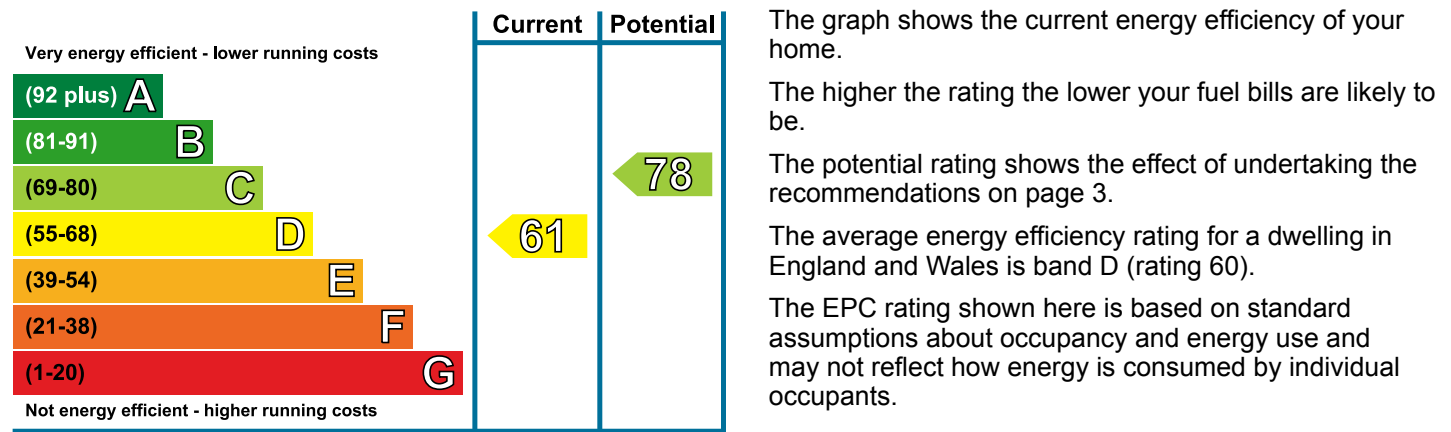 Current Potential
Very energy efficient - lower running costs
(92 plus) A
(81-91) B
(69-80) C
78
(55-68) D
61
(39-54) E
(21-38) F
(1-20) G
Not energy efficient - higher running costs
The graph shows the current energy efficiency of your
home.
The higher the rating the lower your fuel bills are likely to
be.
The potential rating shows the effect of undertaking the
recommendations on page 3.
The average energy efficiency rating for a dwelling in
England and Wales is band D (rating 60).
The EPC rating shown here is based on standard
assumptions about occupancy and energy use and
may not reflect how energy is consumed by individual
occupants.